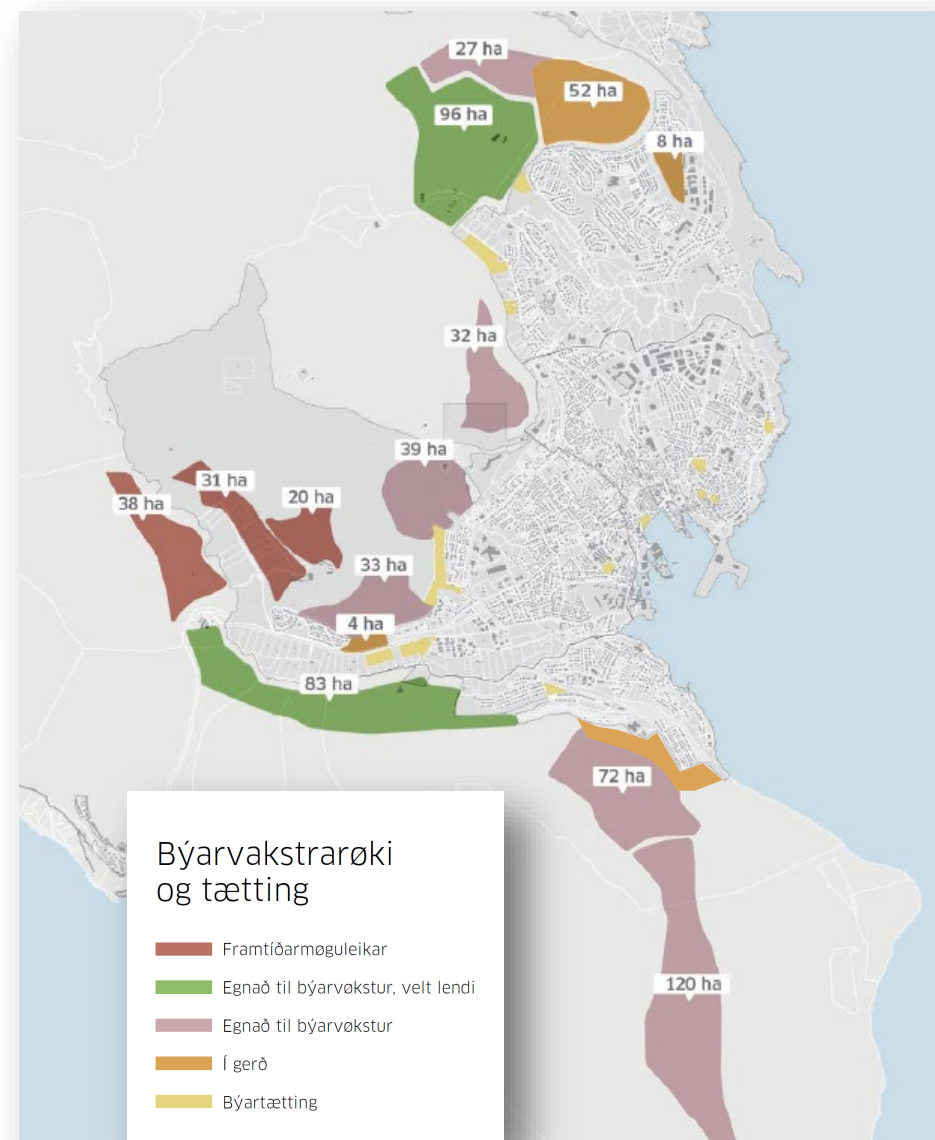 27 ha
52 ha
96 ha
8 ha
32 ha
39 ha
31 ha
20 ha
38 ha
33 ha
4 ha
83 ha
72 ha
120 ha
Býarvakstrarøki
og tætting
Framtíðarmøguleikar
Egnað til býarvøkstur, velt lendi
Egnað til býarvøkstur
Í gerð
Býartætting